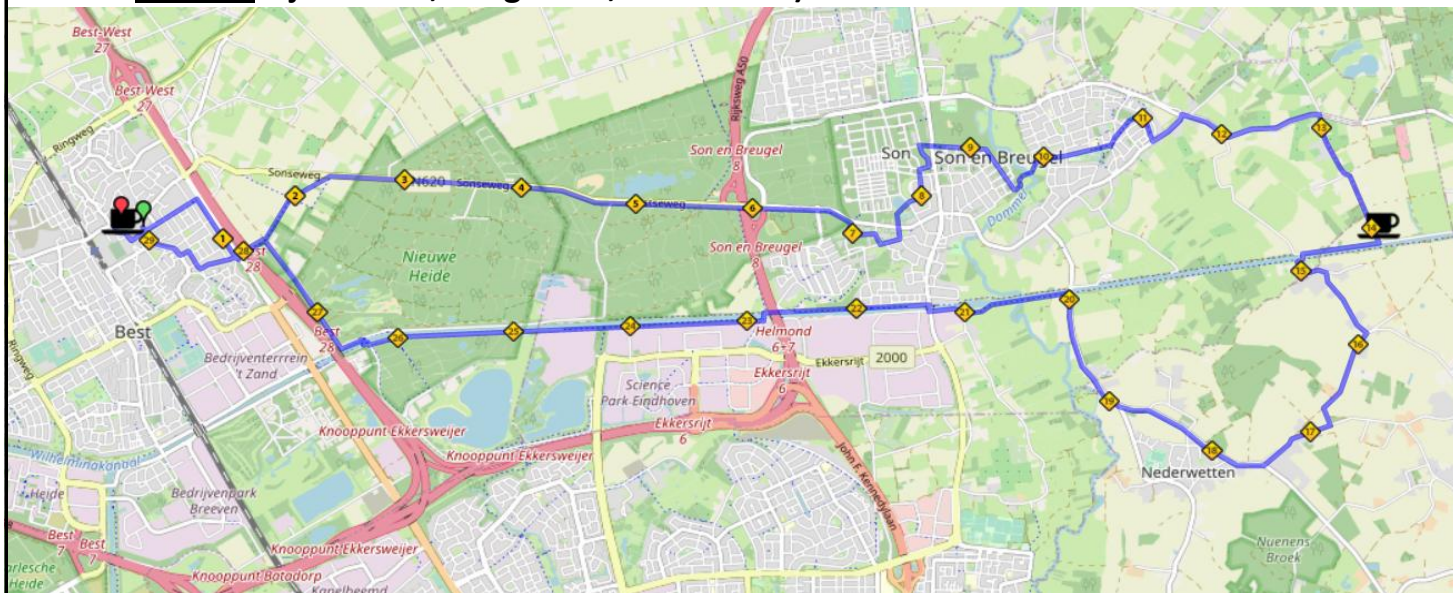 Best-West
27
Best-West
27
Ringweg
Rijksweg A50
Son en Breugel
8
Son
Son en Breugel
11
12
13
9
10
8
Sonseweg
2
3
N620
Sonseweg
4
5
6
7
14
1
29
28
Best
28
Dommel
Nieuwe
Heide
Son en Breugel
8
15
20
22
21
23
24
25
26
27
Best
28
Best
Helmond
6+7
Ekkersrijt
2000
16
Ringweg
Bedrijventerrein
't Zand
Science
Park Eindhoven
Ekkersrijt
6
19
17
18
Knooppunt Ekkersweijer
Ekkersrijt
6
Knooppunt Ekkersweijer
Wilhelminakanaal
Nederwetten
Heide
Bedrijvenpark
Breeven
John F. Kennedylaan
Best
7
Best
7
Knooppunt Ekkersweijer
Nuenens
Broek
Knooppunt Batadorp
Heide